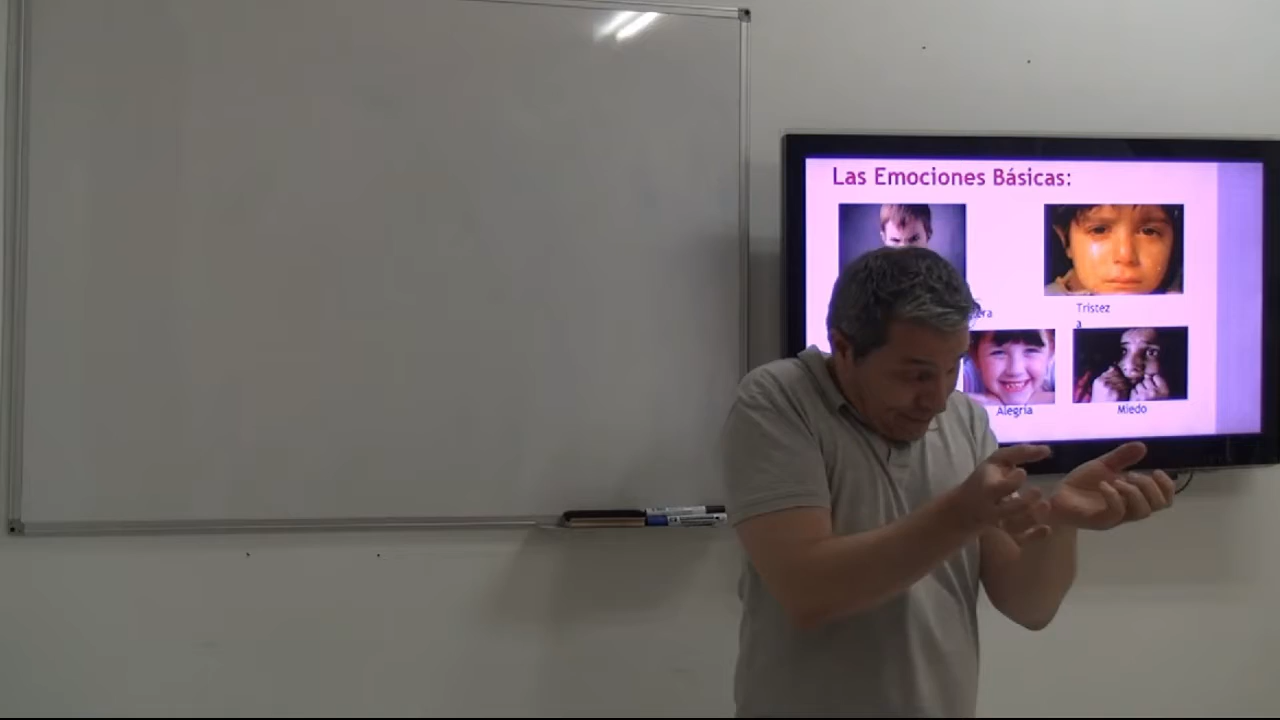 Las Emociones Básicas:
Tristez
a
Alegría
Miedo